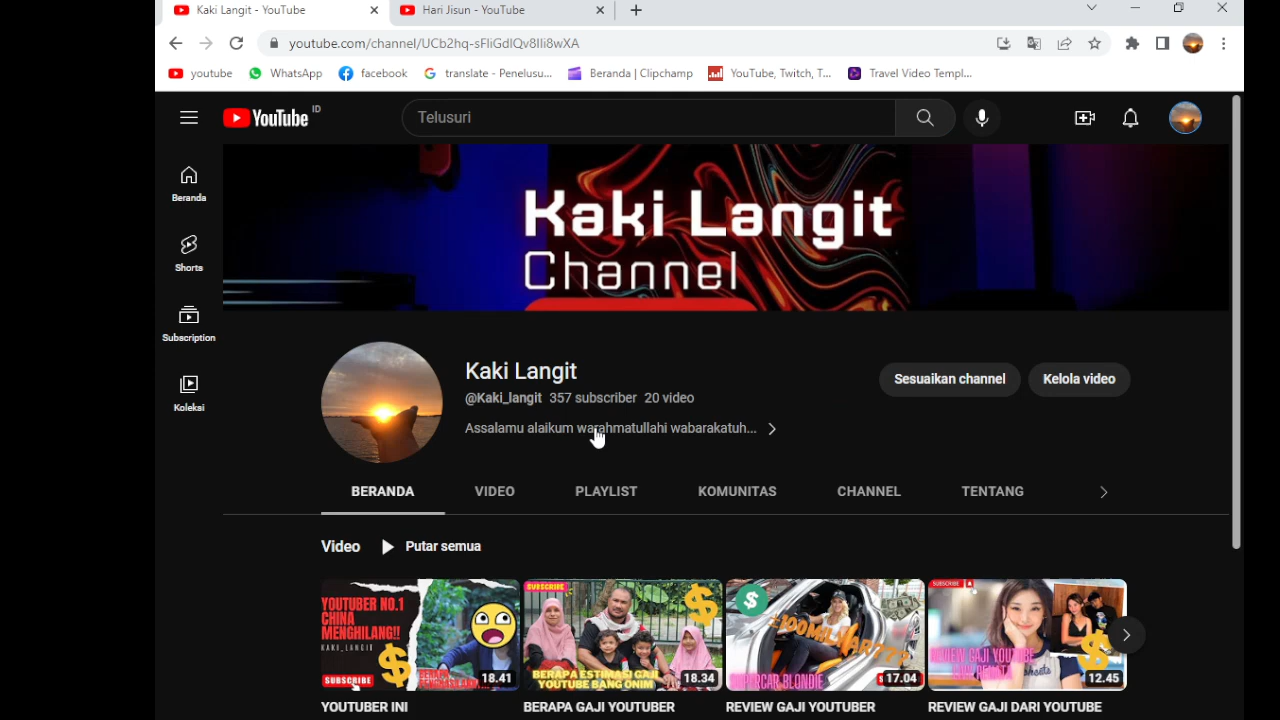 Kaki Langit - YouTube
Hari Jisun - YouTube
youtube.com/channel/UCb2hq-sFIiGdIQv8IIi8wXA
youtube
WhatsApp
facebook
translate - Penelusu...
Beranda | Clipchamp
YouTube, Twitch, T...
Travel Video Templ...
YouTube ID
Telusuri
Beranda
Shorts
Subscription
Koleksi
Kaki Langit
Channel
Kaki Langit
@Kaki_langit 357 subscriber 20 video
Assalamu alaikum warahmatullahi wabarakatuh...
Sesuaikan channel
Kelola video
BERANDA
VIDEO
PLAYLIST
KOMUNITAS
CHANNEL
TENTANG
Video
Putar semua
YOUTUBER NO.1
CHINA
MENGHILANG!!
KAKI_LANGIT
SUBSCRIBE
18.41
SUBSCRIBE
BERAPA ESTIMASI GAJI
YOUTUBE BANG ONIM
18.34
SUPERCAR BLONDIE
17.04
SUBSCRIBE
REVIEW GAJI YOUTUBE
12.45
YOUTUBER INI
BERAPA GAJI YOUTUBER
REVIEW GAJI YOUTUBER
REVIEW GAJI DARI YOUTUBE